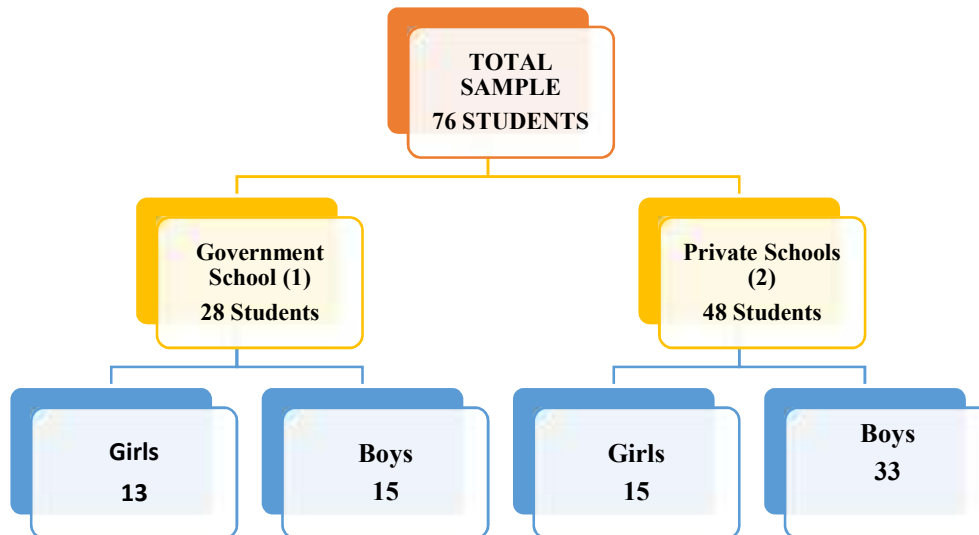 TOTAL
SAMPLE
76 STUDENTS
Government
School (1)
28 Students
Private Schools
(2)
48 Students
Girls
13
Boys
15
Girls
15
Boys
33